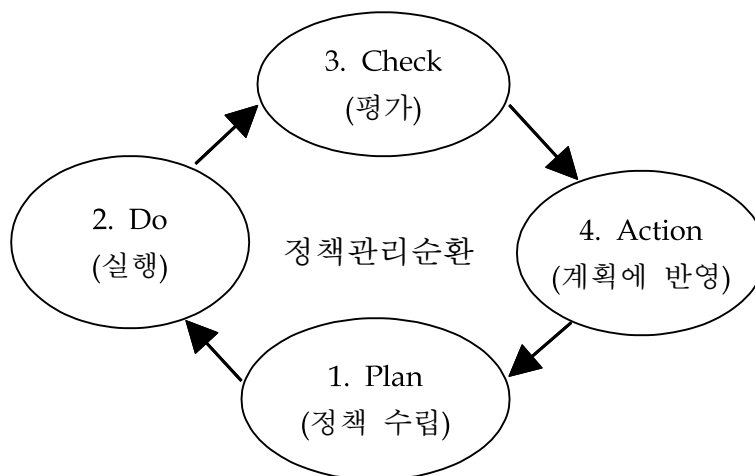 3. Check
(평가)
2. Do
(실행)
정책관리순환
4. Action
(계획에 반영)
1. Plan
(정책 수립)